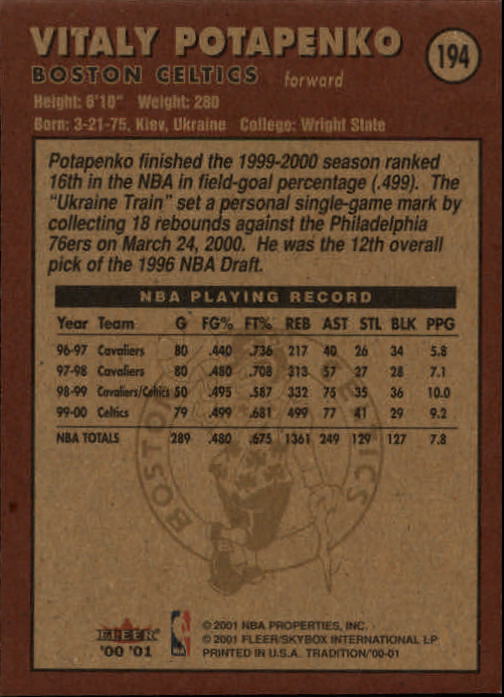 VITALY POTAPENKO
194
BOSTON CELTICS forward
Height: 6'10" Weight: 280
Born: 3-21-75, Kiev, Ukraine College: Wright State
Potapenko finished the 1999-2000 season ranked
16th in the NBA in field-goal percentage (.499). The
"Ukraine Train" set a personal single-game mark by
collecting 18 rebounds against the Philadelphia
76ers on March 24, 2000. He was the 12th overall
pick of the 1996 NBA Draft.
NBA PLAYING RECORD
Year Team G FG% FT% REB AST STL BLK PPG
96-97 Cavaliers 80 .440 .736 217 40 26 34 5.8
97-98 Cavaliers 80 .480 .708 313 57 27 28 7.1
98-99 Cavaliers/Celtics 50 .495 .587 332 75 35 36 10.0
99-00 Celtics 79 .499 .681 499 77 41 29 9.2
NBA TOTALS 289 .480 .675 1361 249 129 127 7.8
BOSTON CELTICS
FLEER
'00 '01
© 2001 NBA PROPERTIES, INC.
© 2001 FLEER/SKYBOX INTERNATIONAL LP
PRINTED IN U.S.A. TRADITION/'00-01